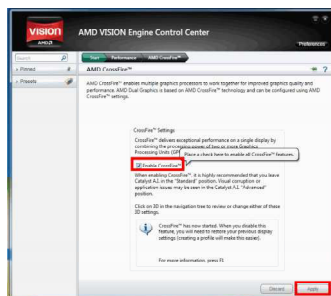 VISION
AMD
AMD VISION Engine Control Center
Preferences
Search
Start
Performance
AMD CrossFire™
Pinned
Presets
AMD CrossFire™
?
AMD CrossFire™ enables multiple graphics processors to work together for improved graphics quality and
performance. AMD Dual Graphics is based on AMD CrossFire™ technology and can be configured using AMD
CrossFire™ settings.
CrossFire™ Settings
CrossFire™ delivers exceptional performance on a single display by
combining the processing power of two or more Graphics
Processing Units (GP
Place a check here to enable all CrossFire™ features.
Enable CrossFire™
When enabling CrossFire™, it is highly recommended that you leave
Catalyst A.I. in the "Standard" position. Visual corruption or
application issues may be seen in the Catalyst A.I. "Advanced"
position.
Click on 3D in the navigation tree to review or change either of these
3D settings.
CrossFire™ has now started. When you disable this
feature, you will need to restore your previous display
settings (creating a profile will make this easier).
For more information, press F1
Discard
Apply